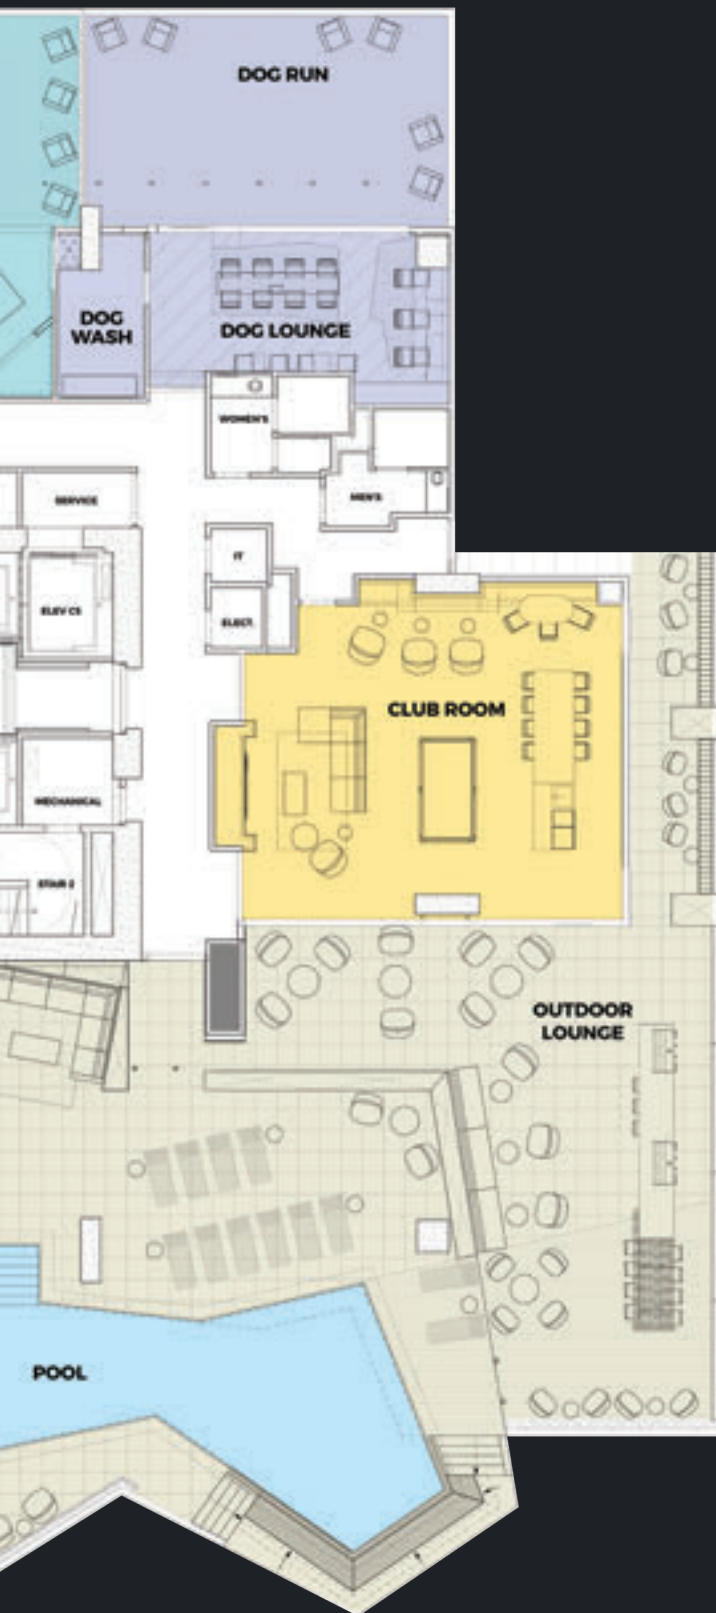 DOG RUN
DOG
WASH
DOG LOUNGE
WOMEN'S
MEN'S
SERVICE
IT
ELEV C5
ELECT.
CLUB ROOM
MECHANICAL
STAIR 2
OUTDOOR
LOUNGE
POOL